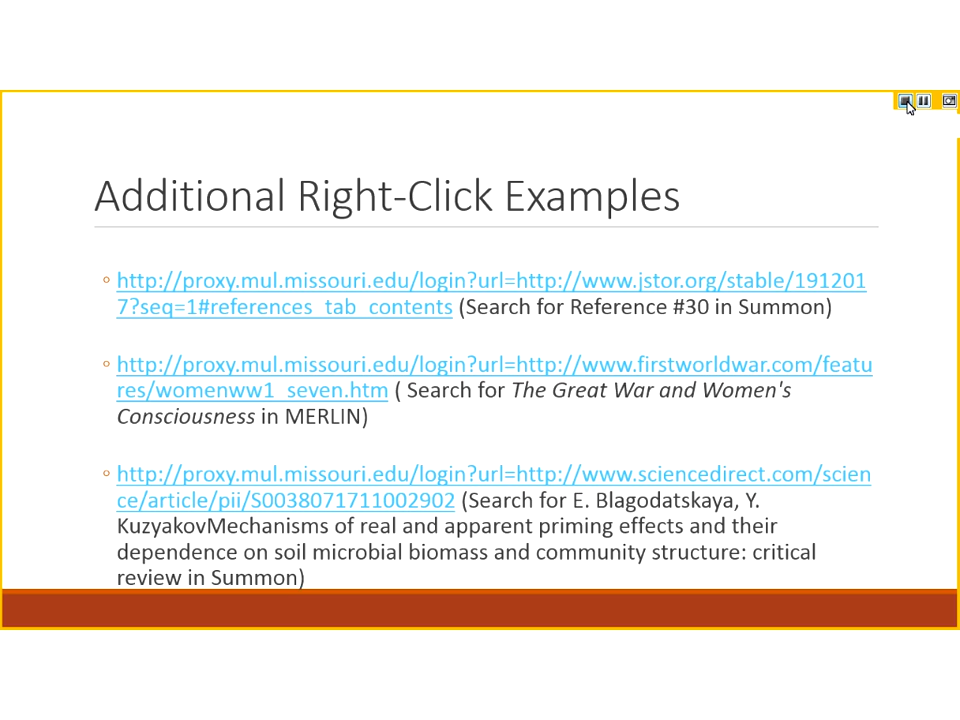 Additional Right-Click Examples
◦ http://proxy.mul.missouri.edu/login?url=http://www.jstor.org/stable/191201
7?seq=1#references_tab_contents (Search for Reference #30 in Summon)
◦ http://proxy.mul.missouri.edu/login?url=http://www.firstworldwar.com/featu
res/womenww1_seven.htm ( Search for The Great War and Women's
Consciousness in MERLIN)
◦ http://proxy.mul.missouri.edu/login?url=http://www.sciencedirect.com/scien
ce/article/pii/S0038071711002902 (Search for E. Blagodatskaya, Y.
KuzyakovMechanisms of real and apparent priming effects and their
dependence on soil microbial biomass and community structure: critical
review in Summon)